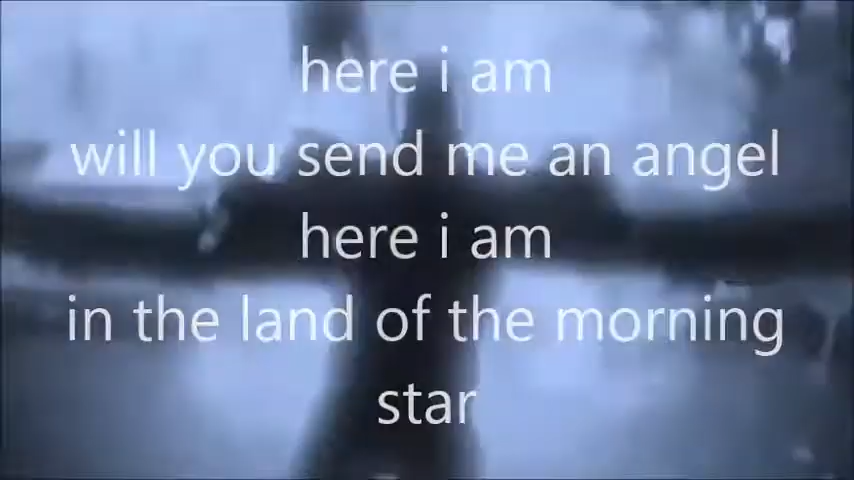 here i am
will you send me an angel
here i am
in the land of the morning
star